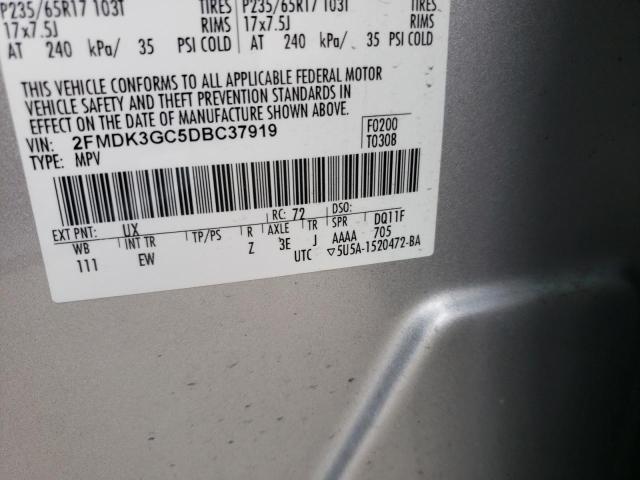 P235/65R17 103T TIRES P235/65R17 103T TIRES
17x7.5J RIMS 17x7.5J RIMS
AT 240 kPa/ 35 PSI COLD AT 240 kPa/ 35 PSI COLD
THIS VEHICLE CONFORMS TO ALL APPLICABLE FEDERAL MOTOR
VEHICLE SAFETY AND THEFT PREVENTION STANDARDS IN
EFFECT ON THE DATE OF MANUFACTURE SHOWN ABOVE.
VIN: 2FMDK3GC5DBC37919 F0200
TYPE: MPV T0308
EXT PNT: UX RC: 72 DSO:
WB INT TR TP/PS R AXLE TR SPR DQ11F
111 EW Z 3E J AAAA 705
UTC ▽5U5A-1520472-BA